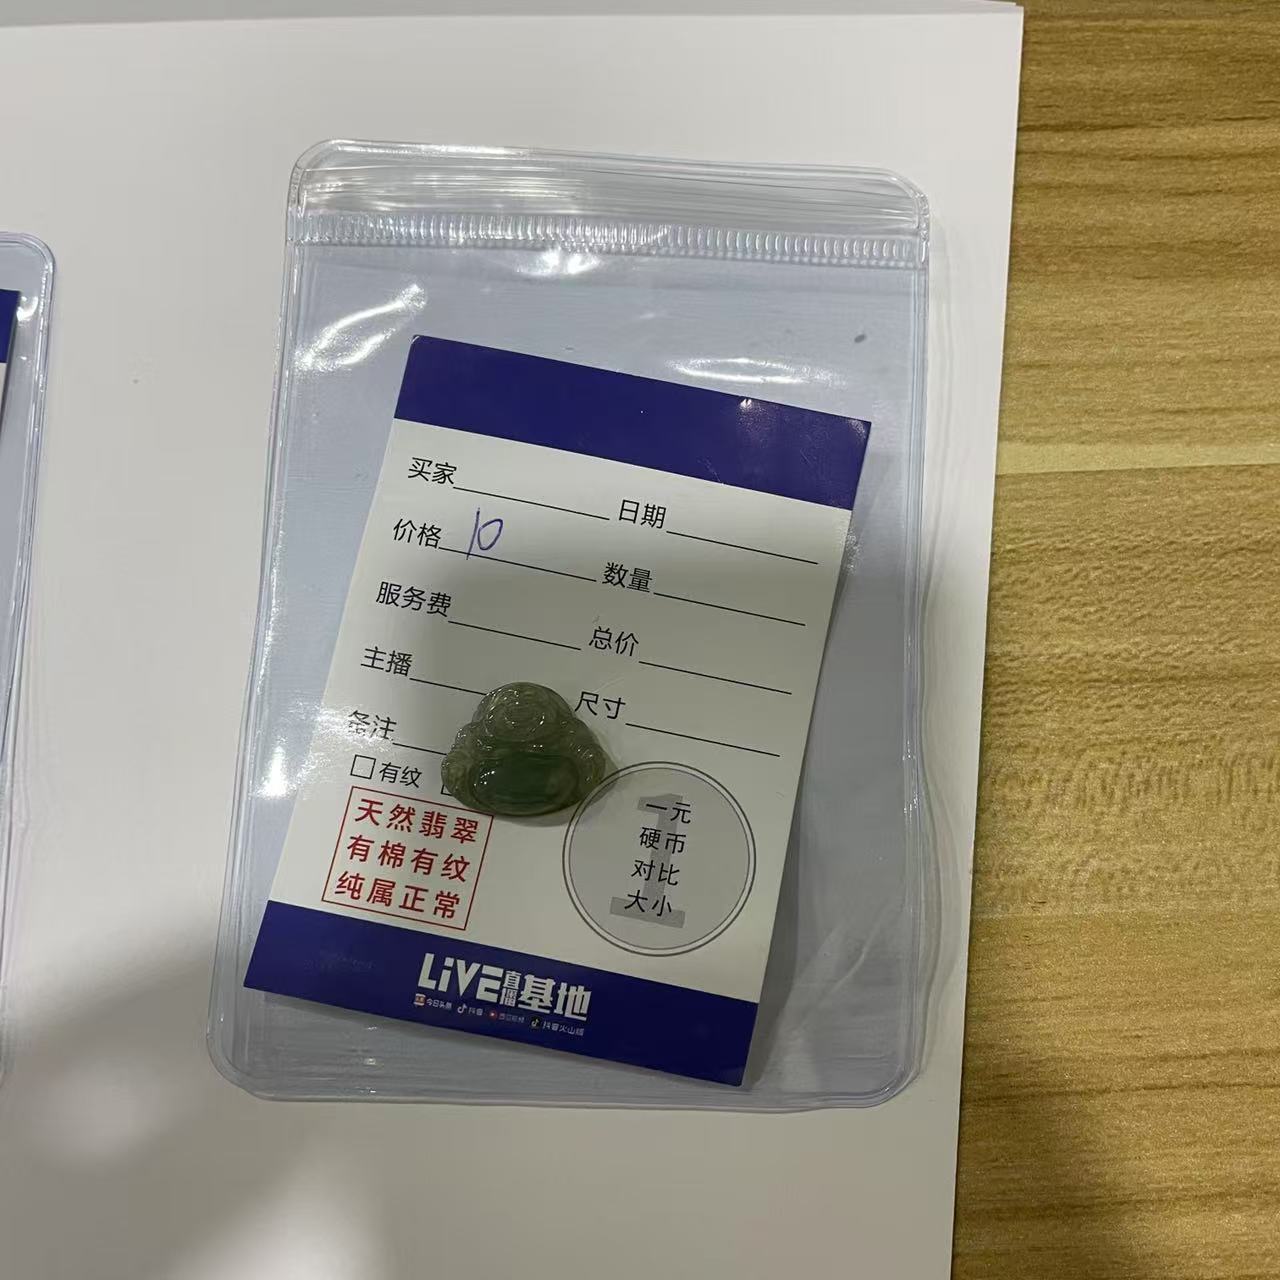 买家
日期
价格 10
数量
服务费
总价
主播
尺寸
备注
有纹
天然翡翠
有棉有纹
纯属正常
1
一元
硬币
对比
大小
LiVE直播基地
今日头条 抖音 西瓜视频 抖音火山版